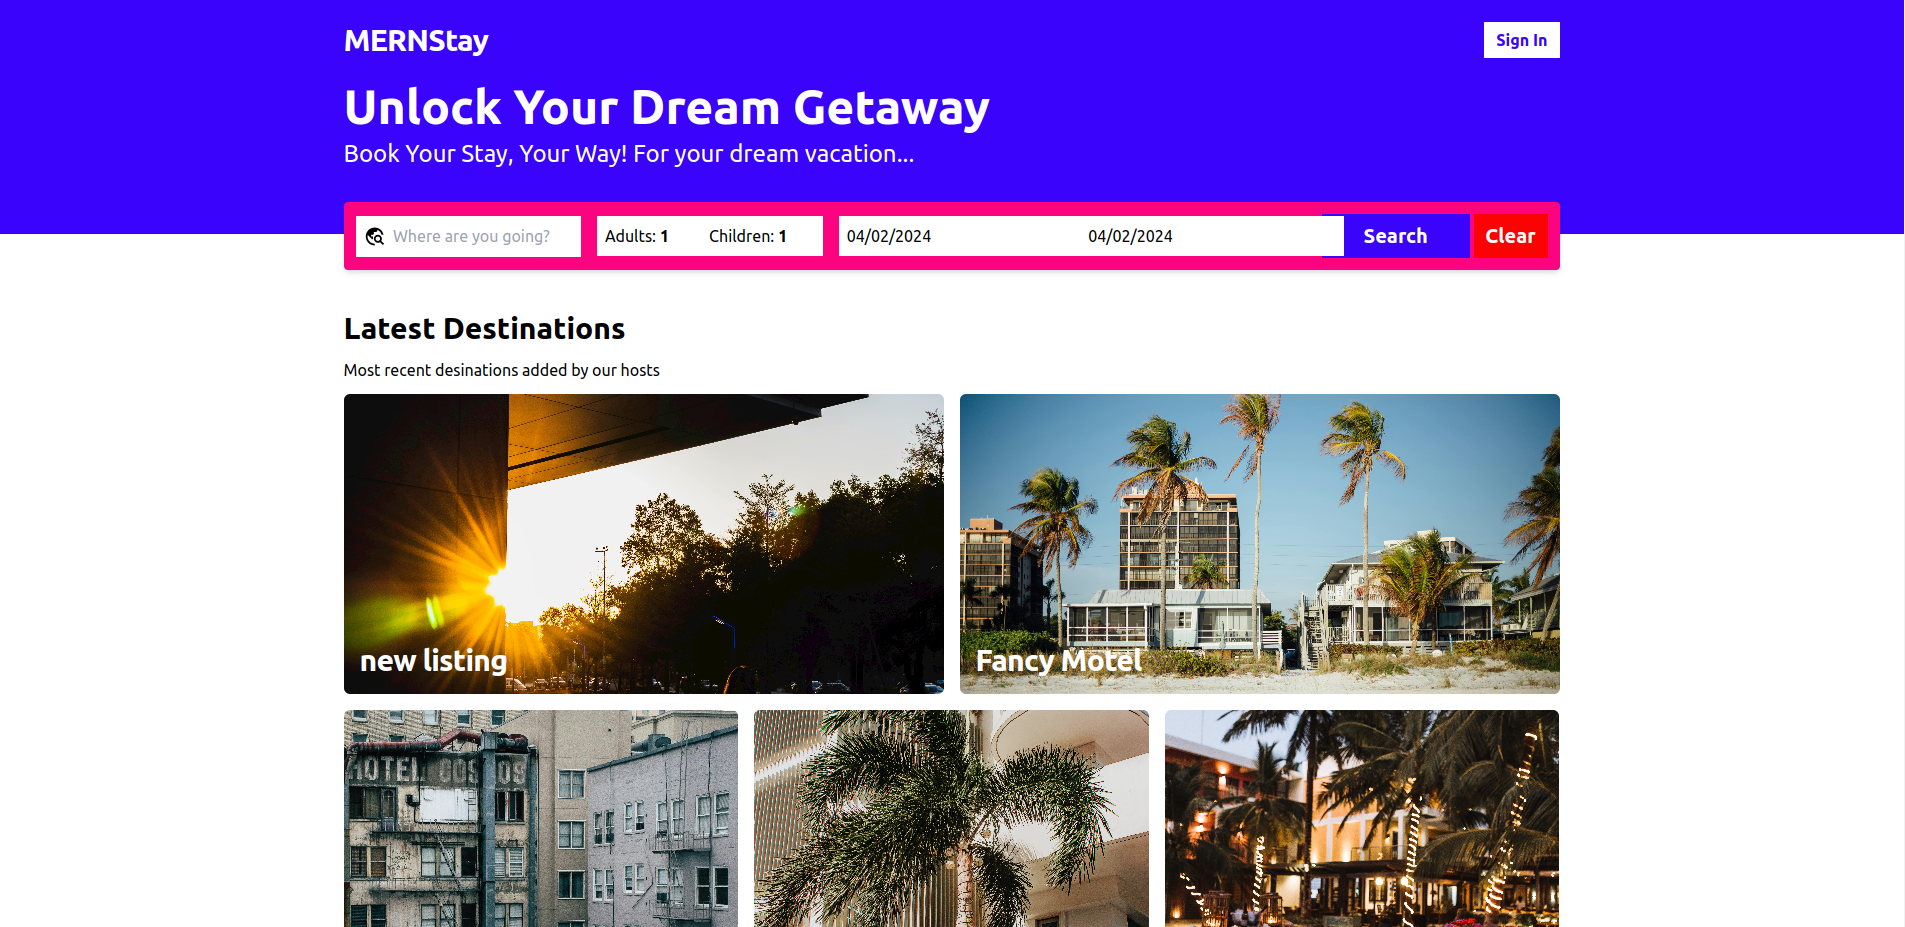 MERNStay
Sign In
Unlock Your Dream Getaway
Book Your Stay, Your Way! For your dream vacation...
Where are you going?
Adults: 1
Children: 1
04/02/2024
04/02/2024
Search
Clear
Latest Destinations
Most recent desinations added by our hosts
new listing
Fancy Motel
HOTEL